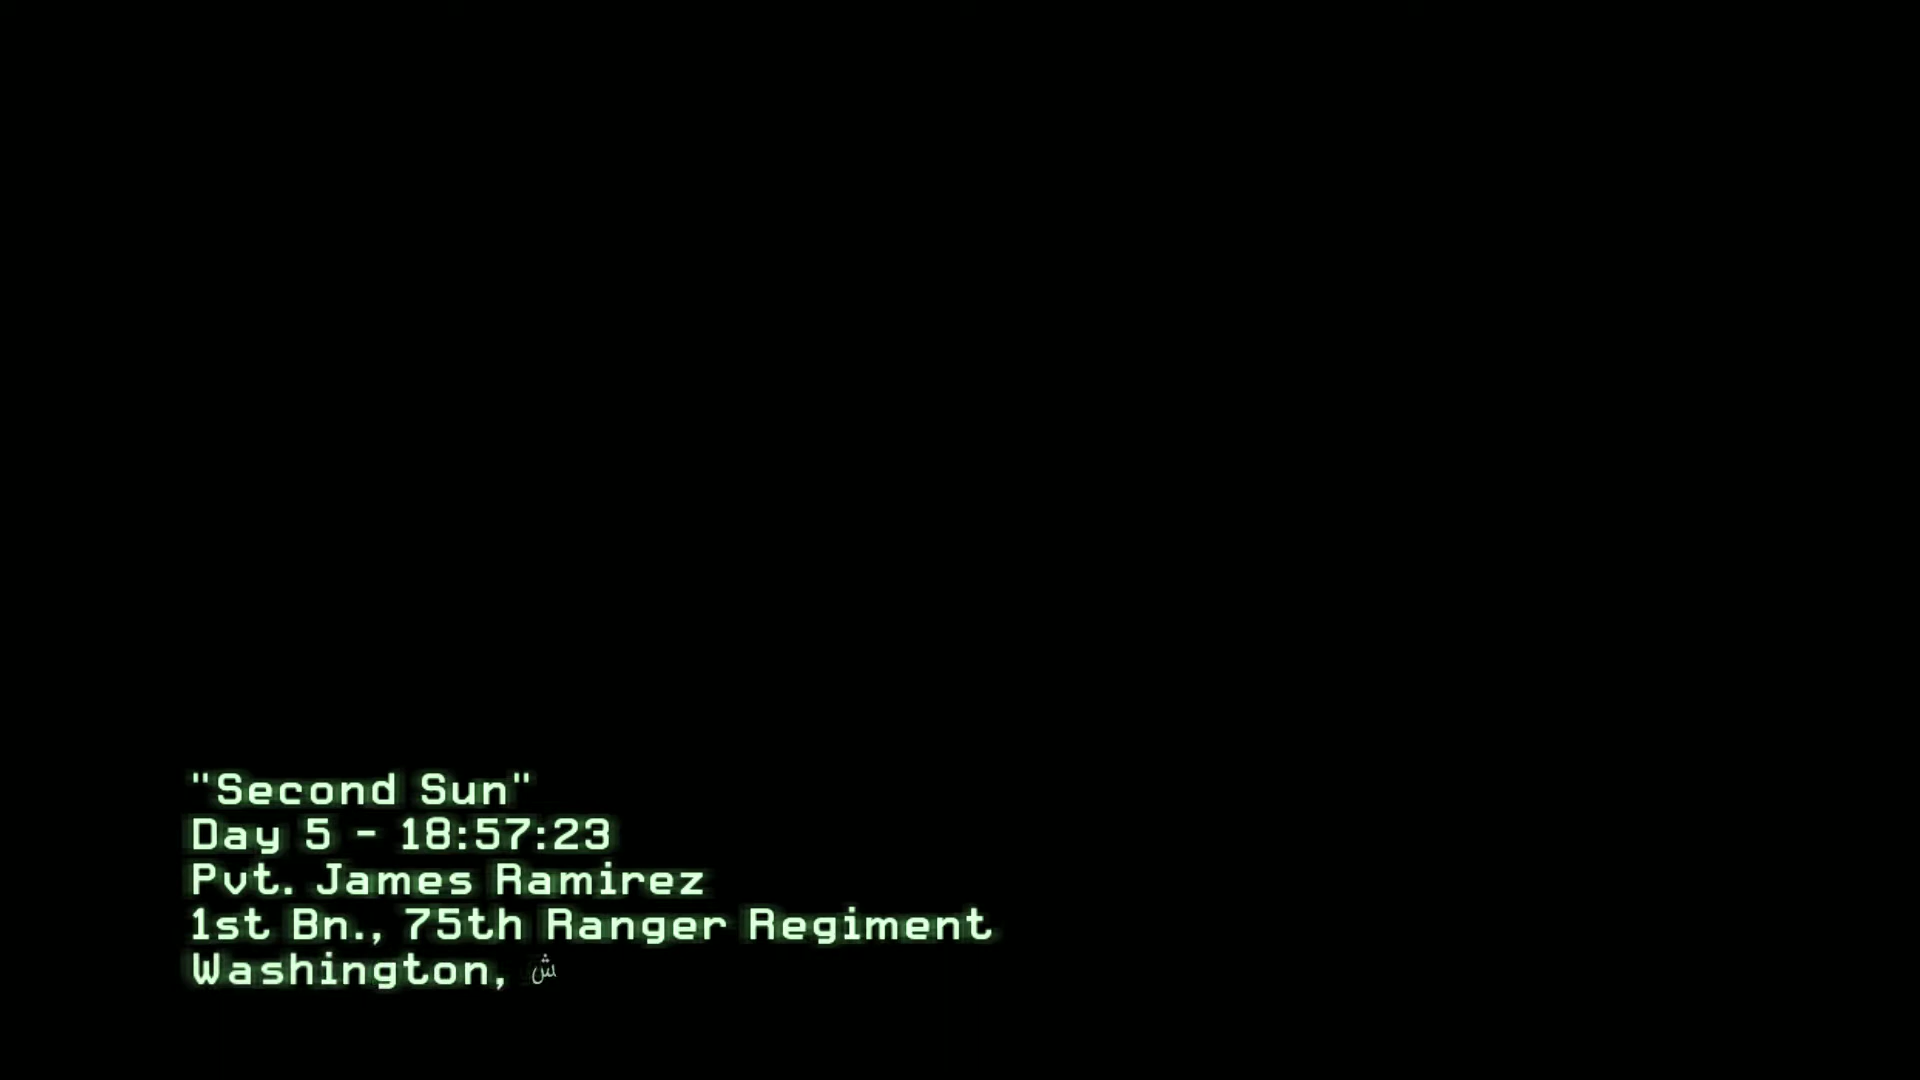 "Second Sun"
Day 5 - 18:57:23
Pvt. James Ramirez
1st Bn., 75th Ranger Regiment
Washington, ش